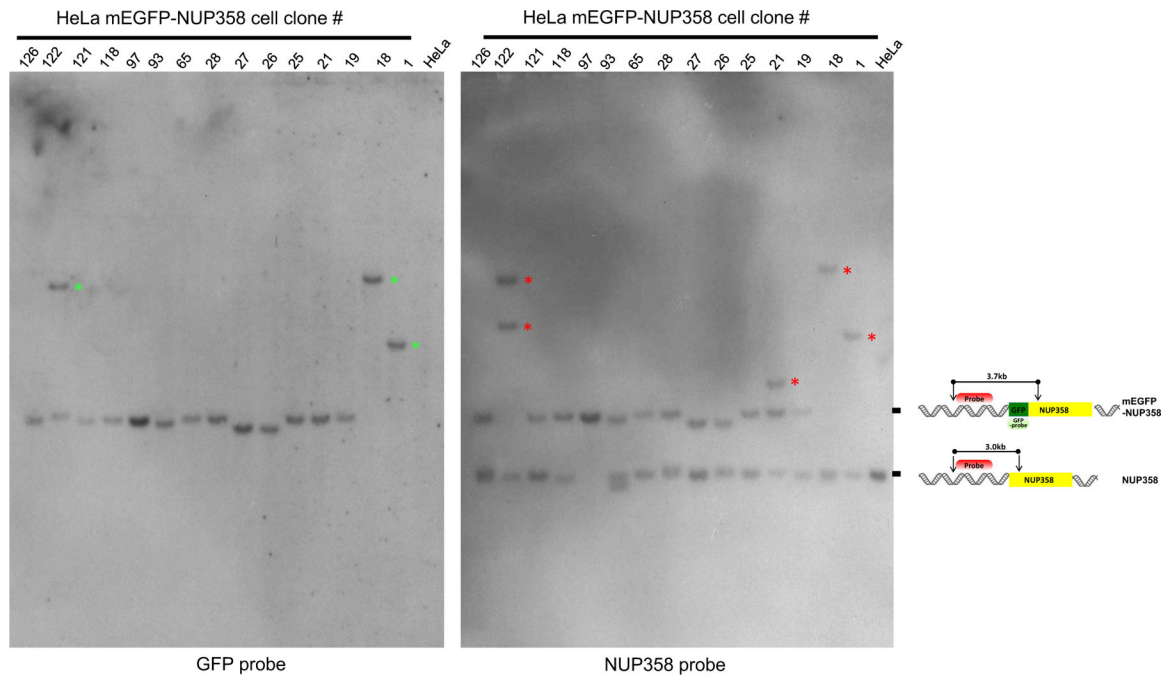 HeLa mEGFP-NUP358 cell clone #
126 122 121 118 97 93 65 28 27 26 25 21 19 18 1 HeLa
GFP probe
HeLa mEGFP-NUP358 cell clone #
126 122 121 118 97 93 65 28 27 26 25 21 19 18 1 HeLa
* * * * *
NUP358 probe
3.7kb
Probe
GFP NUP358
GFP
-probe
mEGFP
-NUP358
3.0kb
Probe
NUP358
NUP358